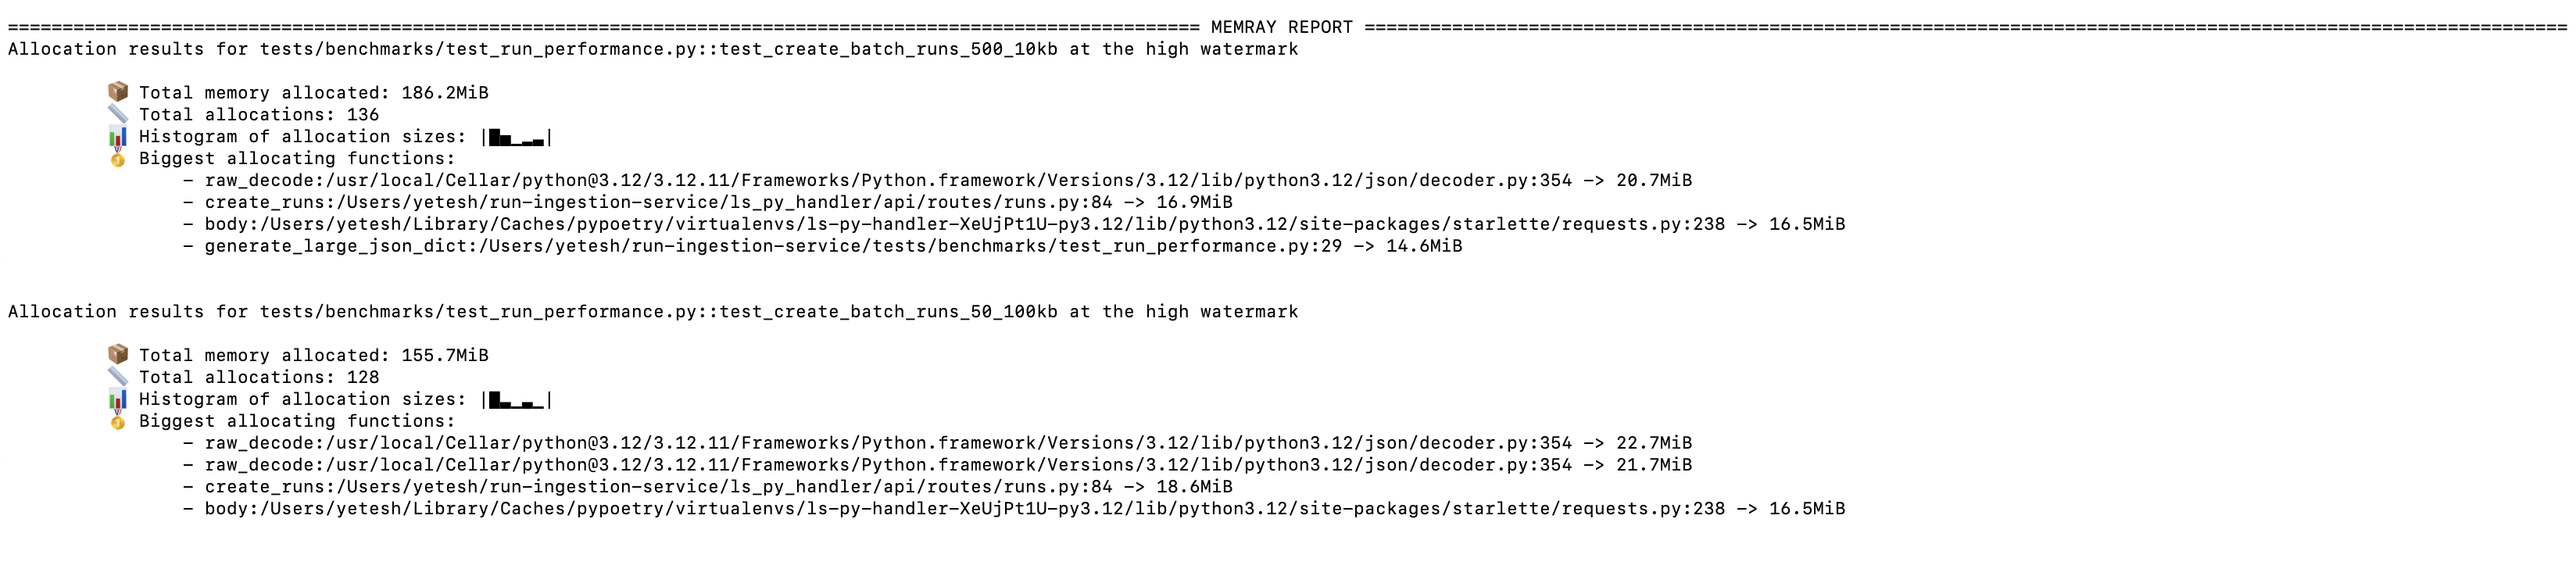 ============================================================================================================= MEMRAY REPORT ==============================================================================================================
Allocation results for tests/benchmarks/test_run_performance.py::test_create_batch_runs_500_10kb at the high watermark
📦 Total memory allocated: 186.2MiB
📏 Total allocations: 136
📊 Histogram of allocation sizes: |█▄▁▂▂|
🥇 Biggest allocating functions:
- raw_decode:/usr/local/Cellar/python@3.12/3.12.11/Frameworks/Python.framework/Versions/3.12/lib/python3.12/json/decoder.py:354 -> 20.7MiB
- create_runs:/Users/yetesh/run-ingestion-service/ls_py_handler/api/routes/runs.py:84 -> 16.9MiB
- body:/Users/yetesh/Library/Caches/pypoetry/virtualenvs/ls-py-handler-XeUjPt1U-py3.12/lib/python3.12/site-packages/starlette/requests.py:238 -> 16.5MiB
- generate_large_json_dict:/Users/yetesh/run-ingestion-service/tests/benchmarks/test_run_performance.py:29 -> 14.6MiB
Allocation results for tests/benchmarks/test_run_performance.py::test_create_batch_runs_50_100kb at the high watermark
📦 Total memory allocated: 155.7MiB
📏 Total allocations: 128
📊 Histogram of allocation sizes: |█▂▁▂▁|
🥇 Biggest allocating functions:
- raw_decode:/usr/local/Cellar/python@3.12/3.12.11/Frameworks/Python.framework/Versions/3.12/lib/python3.12/json/decoder.py:354 -> 22.7MiB
- raw_decode:/usr/local/Cellar/python@3.12/3.12.11/Frameworks/Python.framework/Versions/3.12/lib/python3.12/json/decoder.py:354 -> 21.7MiB
- create_runs:/Users/yetesh/run-ingestion-service/ls_py_handler/api/routes/runs.py:84 -> 18.6MiB
- body:/Users/yetesh/Library/Caches/pypoetry/virtualenvs/ls-py-handler-XeUjPt1U-py3.12/lib/python3.12/site-packages/starlette/requests.py:238 -> 16.5MiB